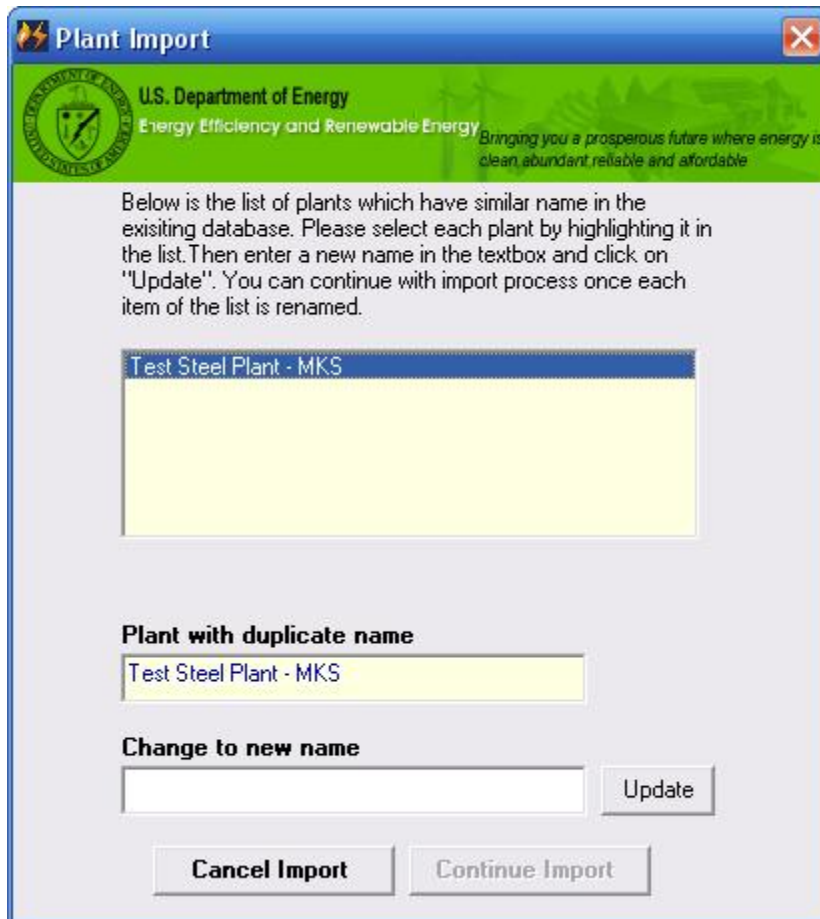 Plant Import
U.S. Department of Energy
Energy Efficiency and Renewable Energy
Bringing you a prosperous future where energy is
clean,abundant,reliable and affordable
Below is the list of plants which have similar name in the
exisiting database. Please select each plant by highlighting it in
the list.Then enter a new name in the textbox and click on
"Update". You can continue with import process once each
item of the list is renamed.
Test Steel Plant - MKS
Plant with duplicate name
Test Steel Plant - MKS
Change to new name
Update
Cancel Import
Continue Import